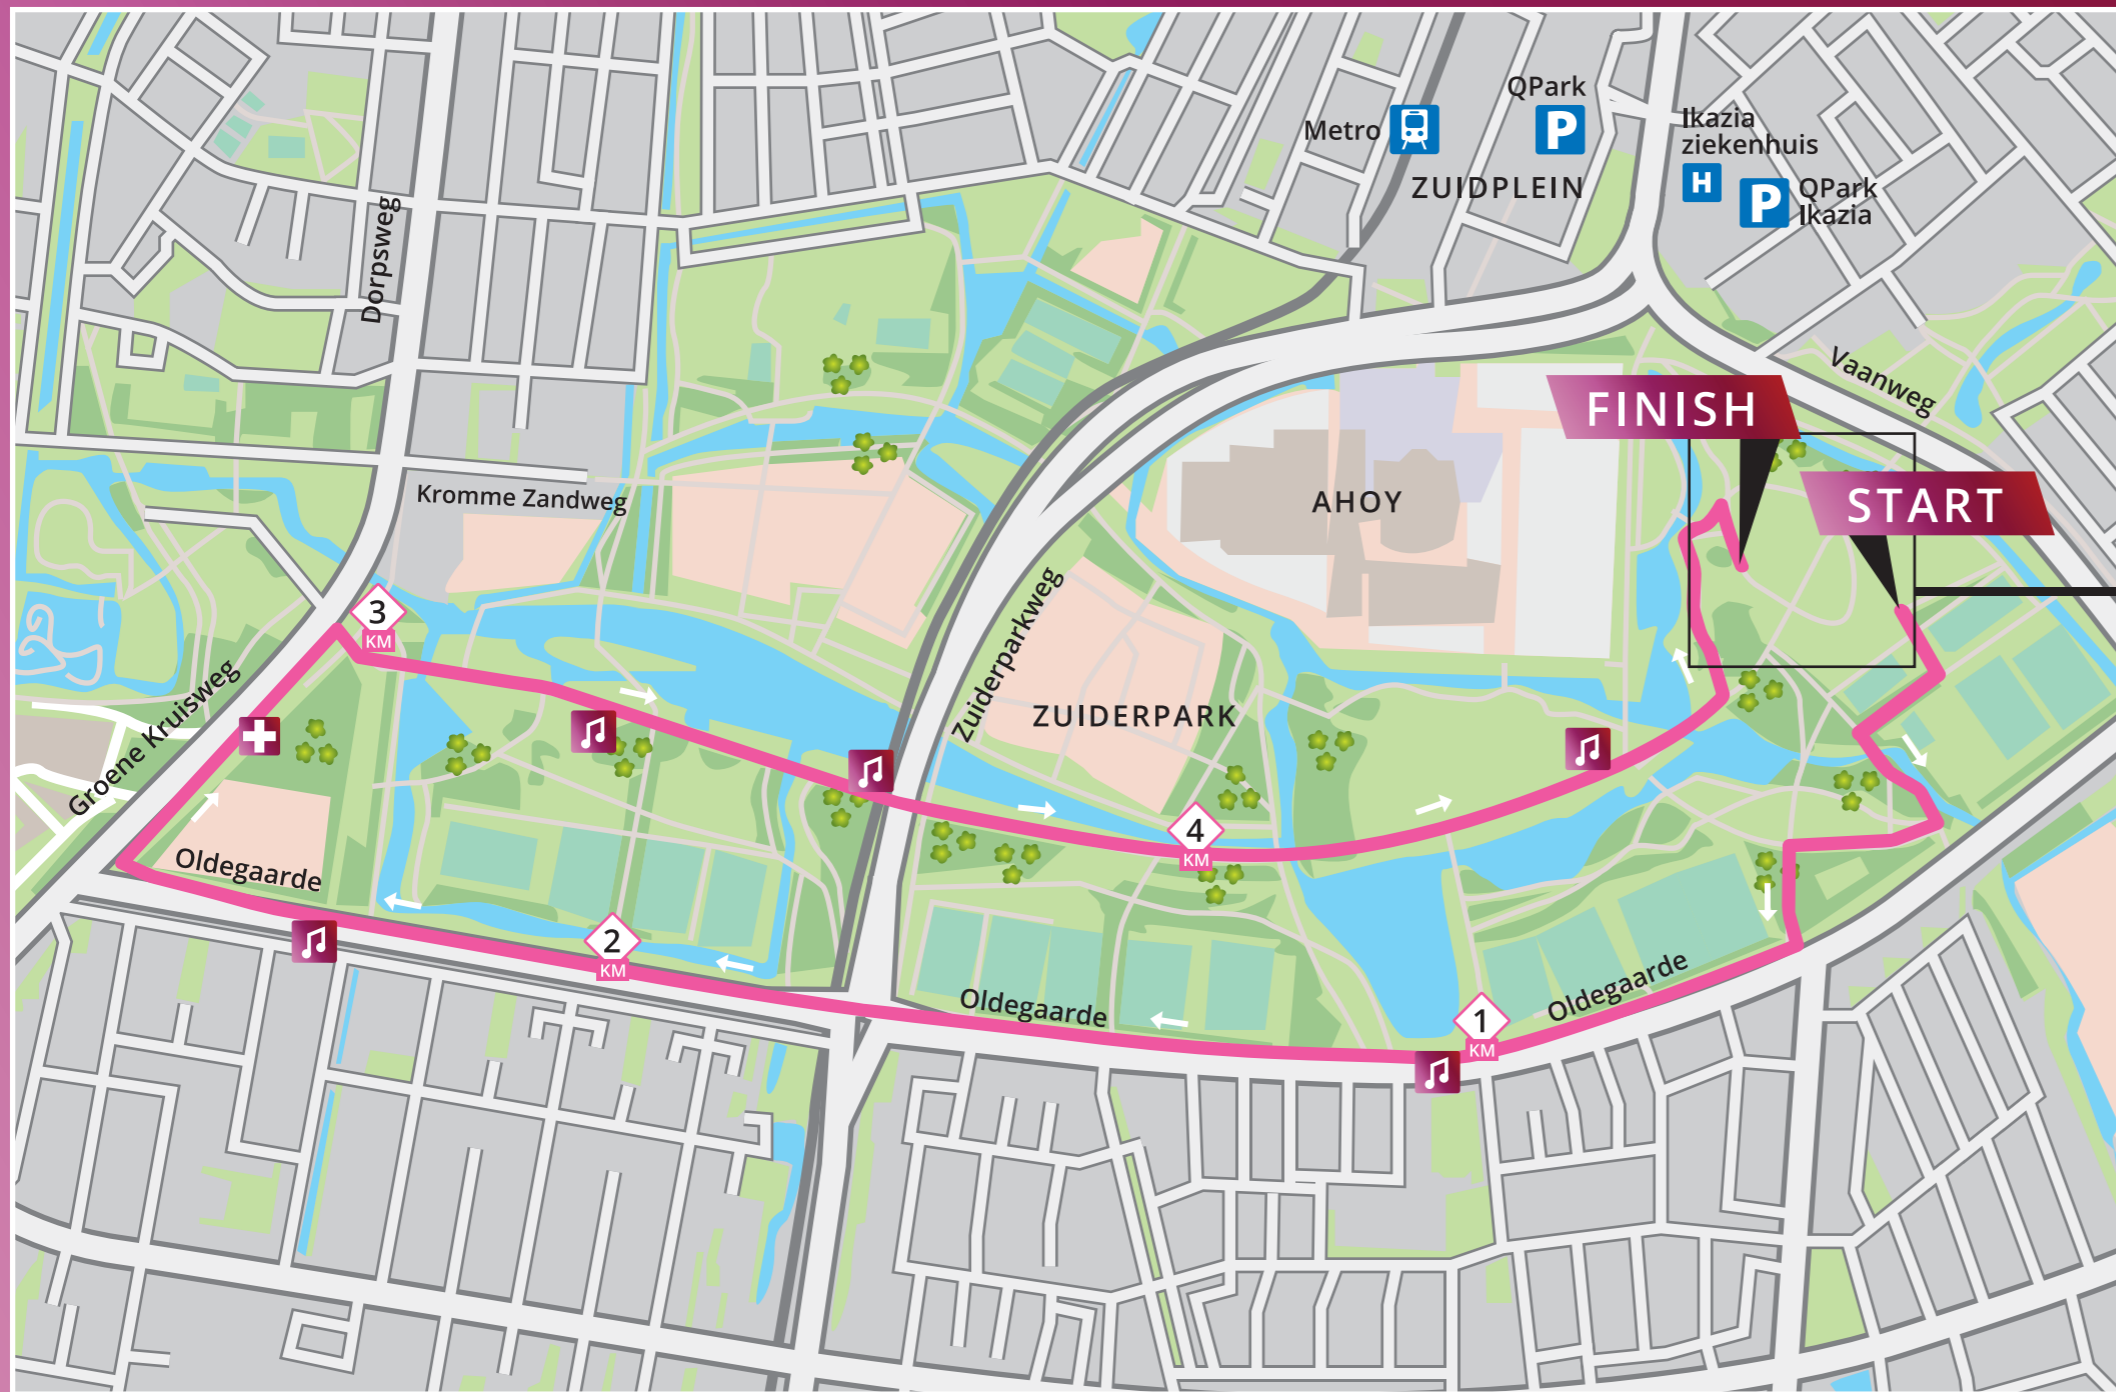 QPark
Metro
P
Ikazia
ziekenhuis
ZUIDPLEIN
H
P
QPark
Ikazia
Dorpsweg
Vaanweg
FINISH
START
Kromme Zandweg
AHOY
3
KM
Zuiderparkweg
Groene Kruisweg
ZUIDERPARK
4
KM
Oldegaarde
2
KM
Oldegaarde
Oldegaarde
1
KM